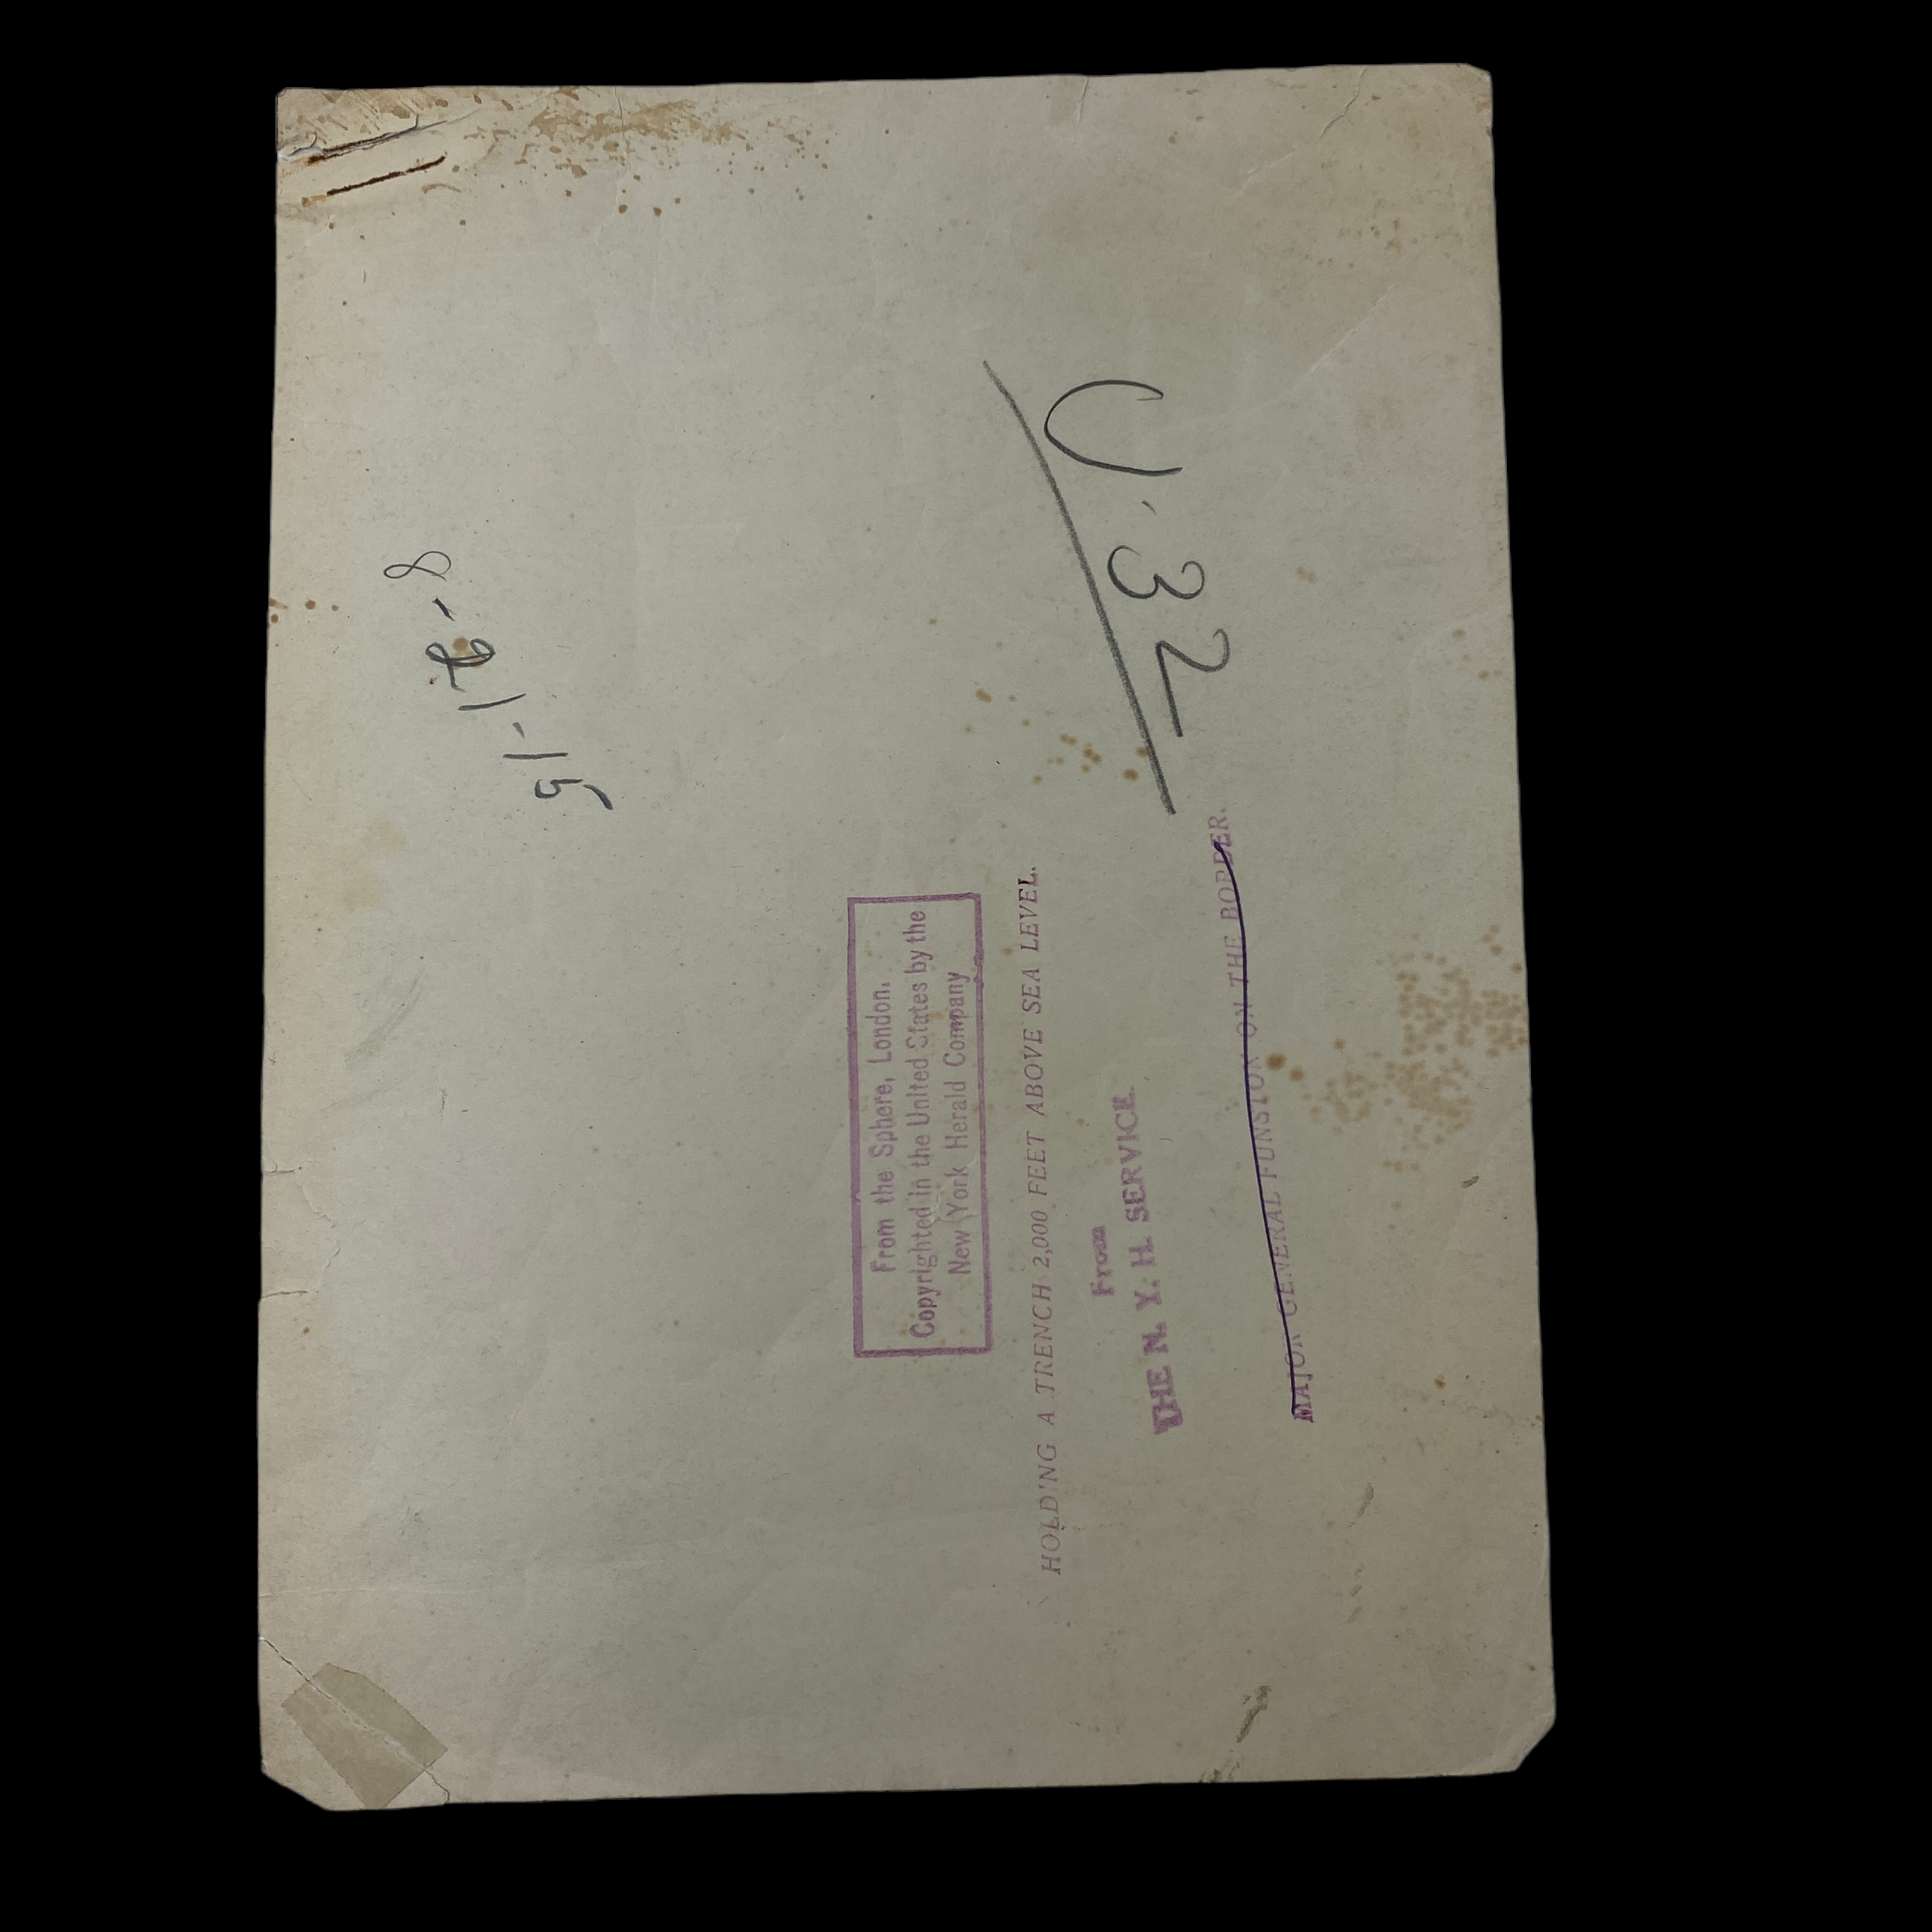 From the Sphere, London.
Copyrighted in the United States by the
New York Herald Company
HOLDING A TRENCH 2,000 FEET ABOVE SEA LEVEL.
From
THE N. Y. H. SERVICE
MAJOR GENERAL FUNSTON ON THE BORDER.
U-32
8-21-15